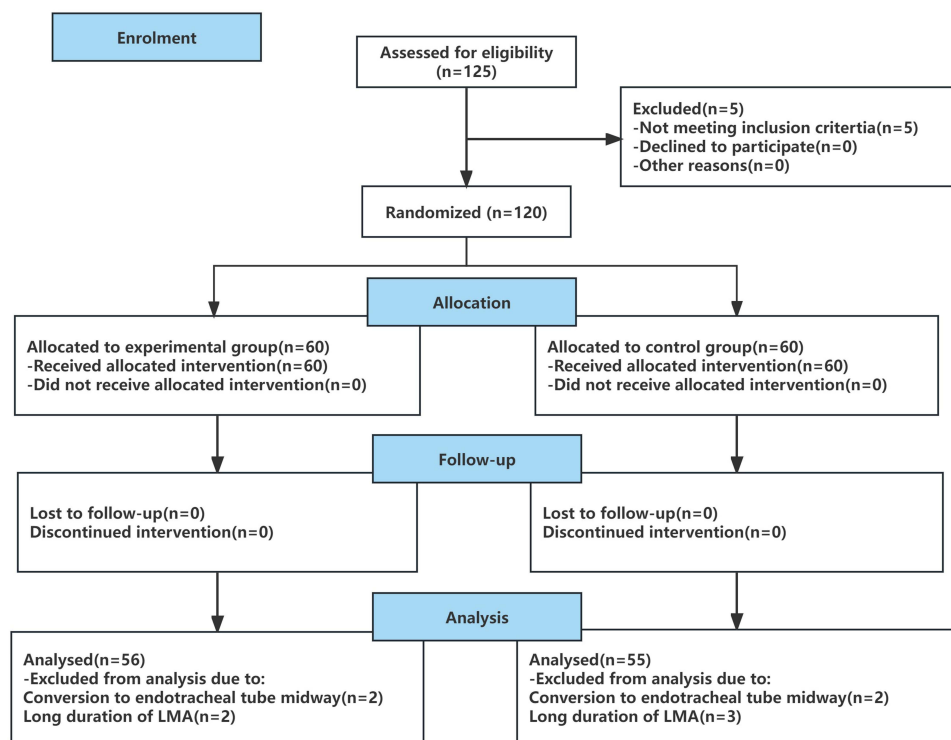 Enrolment
Assessed for eligibility
(n=125)
Excluded(n=5)
-Not meeting inclusion critertia(n=5)
-Declined to participate(n=0)
-Other reasons(n=0)
Randomized (n=120)
Allocation
Allocated to experimental group(n=60)
-Received allocated intervention(n=60)
-Did not receive allocated intervention(n=0)
Allocated to control group(n=60)
-Received allocated intervention(n=60)
-Did not receive allocated intervention(n=0)
Follow-up
Lost to follow-up(n=0)
Discontinued intervention(n=0)
Lost to follow-up(n=0)
Discontinued intervention(n=0)
Analysis
Analysed(n=56)
-Excluded from analysis due to:
Conversion to endotracheal tube midway(n=2)
Long duration of LMA(n=2)
Analysed(n=55)
-Excluded from analysis due to:
Conversion to endotracheal tube midway(n=2)
Long duration of LMA(n=3)